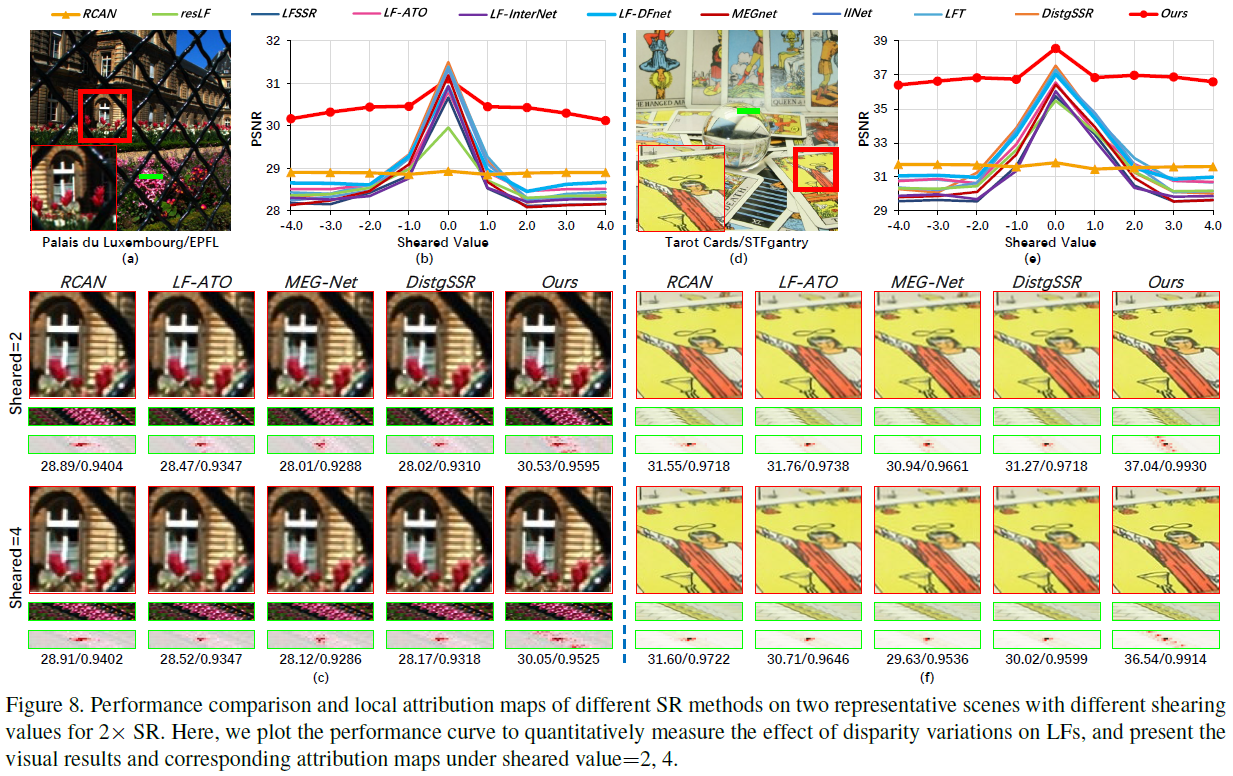 RCAN resLF LFSSR LF-ATO LF-InterNet LF-DFnet MEGnet IINet LFT DistgSSR Ours
32
31
30
29
28
PSNR
-4.0 -3.0 -2.0 -1.0 0.0 1.0 2.0 3.0 4.0
Sheared Value
Palais du Luxembourg/EPFL
(a)
(b)
THE HANGED MAN
QUEEN
39
37
35
33
31
29
PSNR
-4.0 -3.0 -2.0 -1.0 0.0 1.0 2.0 3.0 4.0
Sheared Value
Tarot Cards/STFgantry
(d)
(e)
RCAN LF-ATO MEG-Net DistgSSR Ours
Sheared=2
28.89/0.9404 28.47/0.9347 28.01/0.9288 28.02/0.9310 30.53/0.9595
Sheared=4
28.91/0.9402 28.52/0.9347 28.12/0.9286 28.17/0.9318 30.05/0.9525
(c)
RCAN LF-ATO MEG-Net DistgSSR Ours
31.55/0.9718 31.76/0.9738 30.94/0.9661 31.27/0.9718 37.04/0.9930
31.60/0.9722 30.71/0.9646 29.63/0.9536 30.02/0.9599 36.54/0.9914
(f)
Figure 8. Performance comparison and local attribution maps of different SR methods on two representative scenes with different shearing
values for 2× SR. Here, we plot the performance curve to quantitatively measure the effect of disparity variations on LFs, and present the
visual results and corresponding attribution maps under sheared value=2, 4.